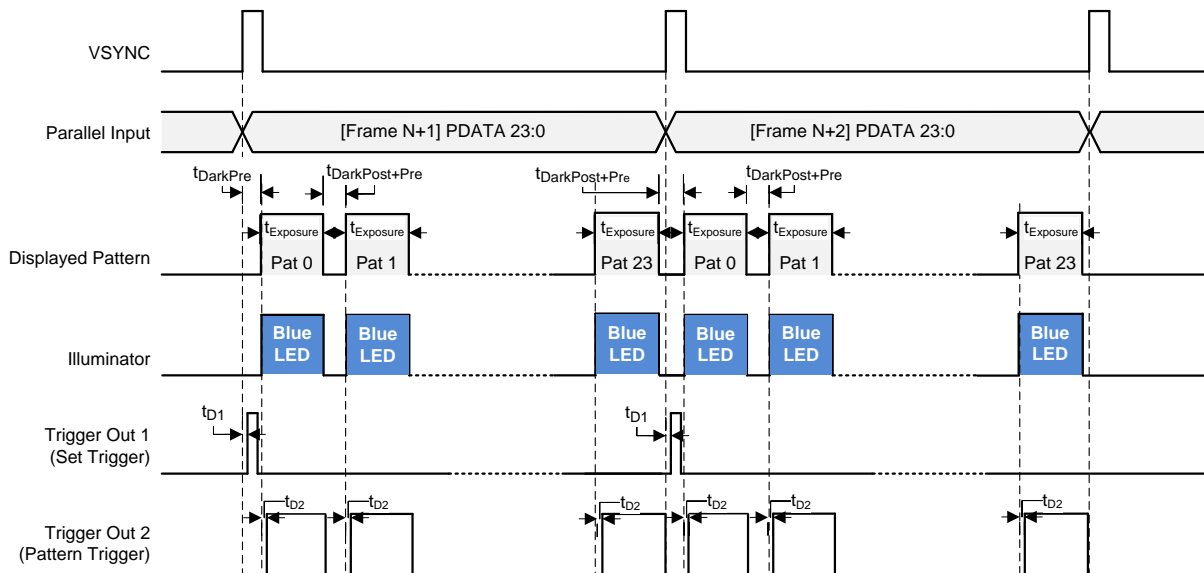 VSYNC
Parallel Input
[Frame N+1] PDATA 23:0
[Frame N+2] PDATA 23:0
tDarkPre
tDarkPost+Pre
tDarkPost+Pre
tDarkPost+Pre
Displayed Pattern
tExposure
tExposure
tExposure
tExposure
tExposure
tExposure
Pat 0
Pat 1
Pat 23
Pat 0
Pat 1
Pat 23
Illuminator
Blue
LED
Blue
LED
Blue
LED
Blue
LED
Blue
LED
Blue
LED
tD1
tD1
Trigger Out 1
(Set Trigger)
tD2
tD2
tD2
tD2
tD2
tD2
Trigger Out 2
(Pattern Trigger)